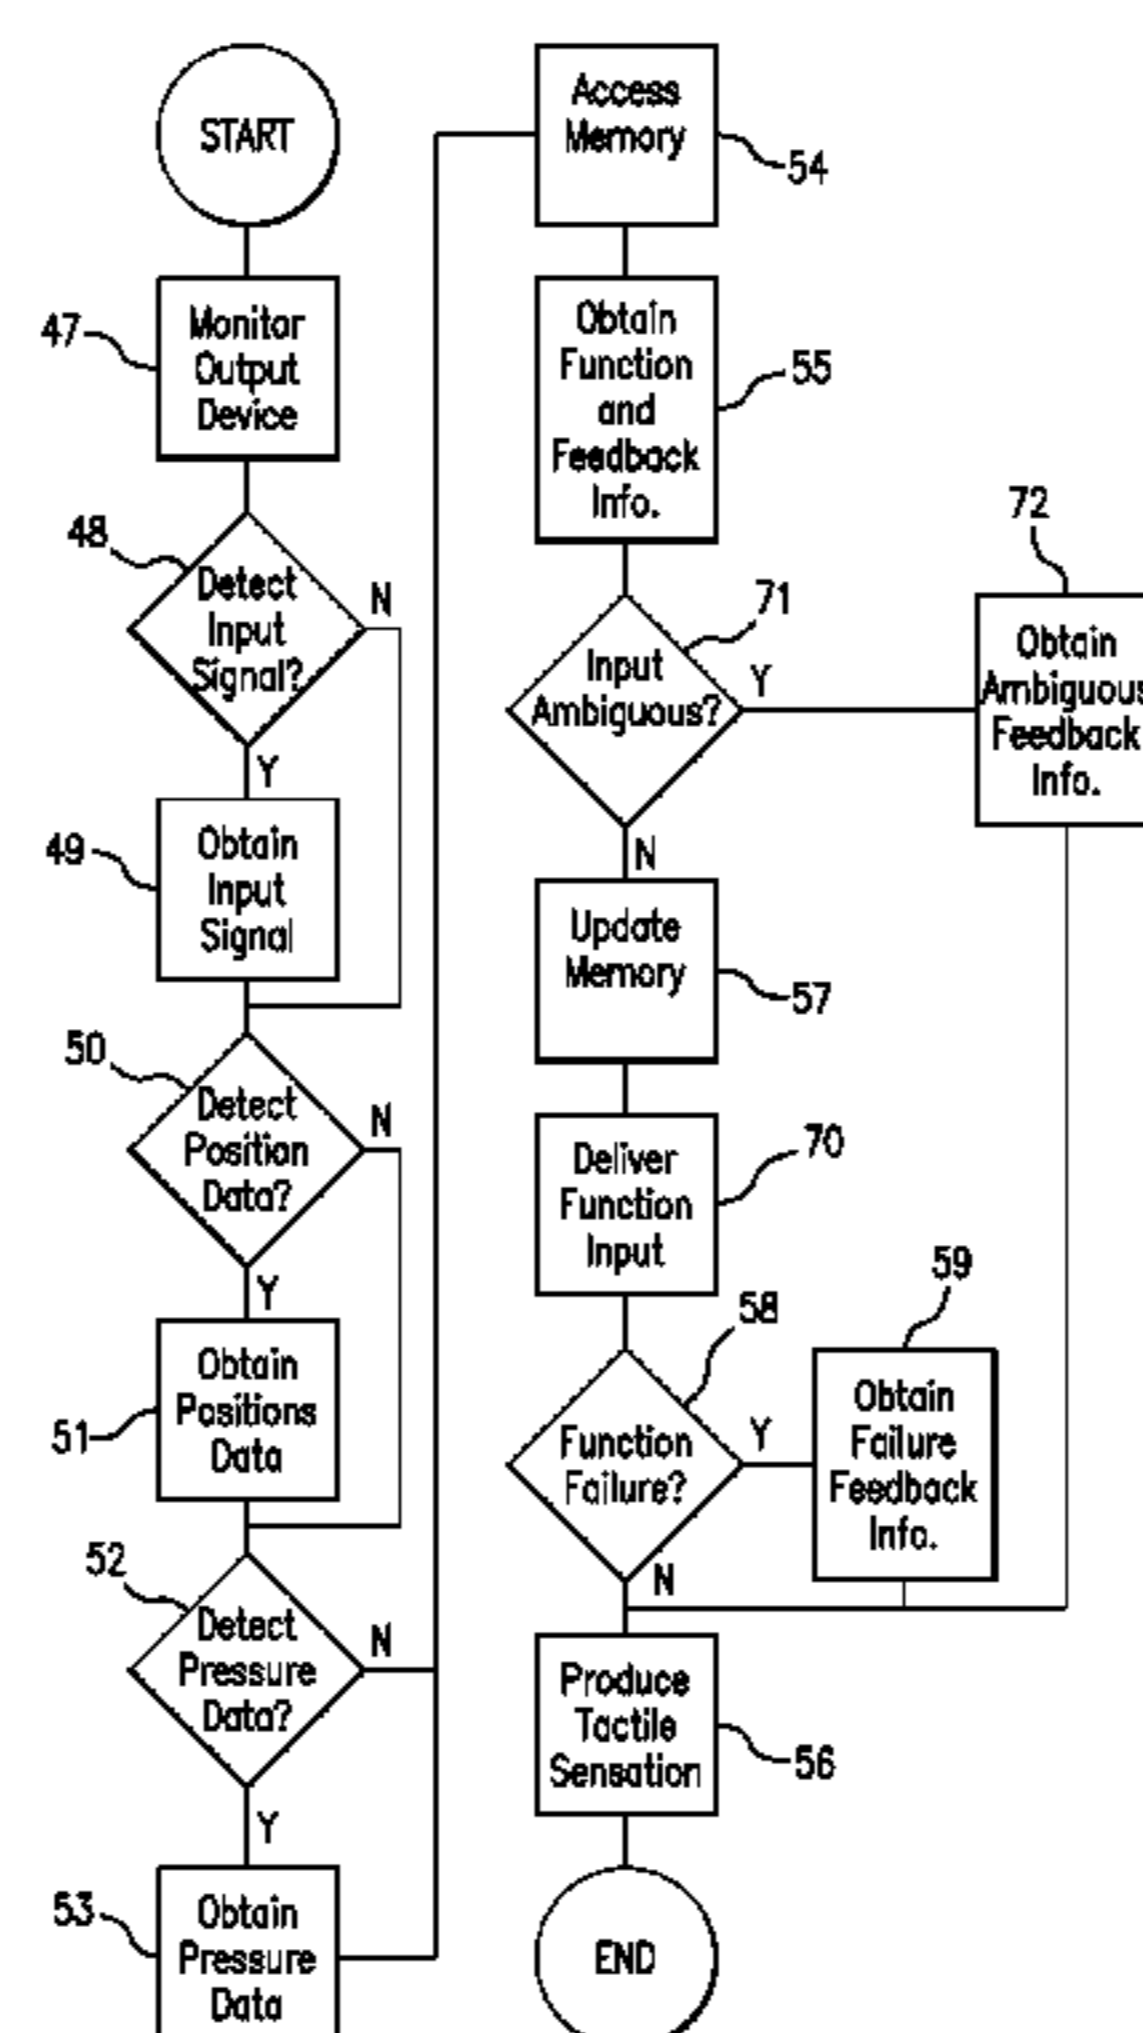 START
47
Monitor
Output
Device
48
Detect
Input
Signal?
N
Y
49
Obtain
Input
Signal
50
Detect
Position
Data?
N
Y
51
Obtain
Positions
Data
52
Detect
Pressure
Data?
N
Y
53
Obtain
Pressure
Data
Access
Memory
54
Obtain
Function
and
Feedback
Info.
55
71
Input
Ambiguous?
Y
N
72
Obtain
Ambiguous
Feedback
Info.
Update
Memory
57
Deliver
Function
Input
70
58
Function
Failure?
Y
N
59
Obtain
Failure
Feedback
Info.
Produce
Tactile
Sensation
56
END